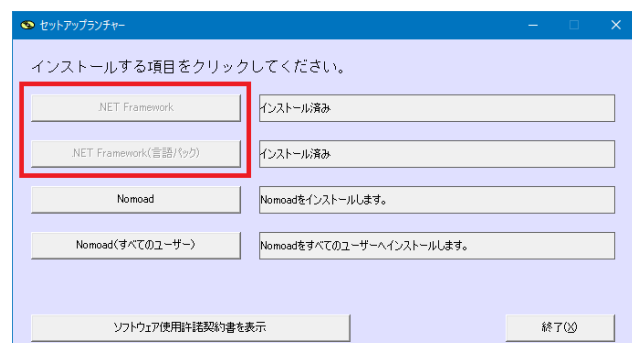 セットアップランチャー
インストールする項目をクリックしてください。
.NET Framework
インストール済み
.NET Framework(言語パック)
インストール済み
Nomoad
Nomoadをインストールします。
Nomoad(すべてのユーザー)
Nomoadをすべてのユーザーへインストールします。
ソフトウェア使用許諾契約書を表示
終了(X)